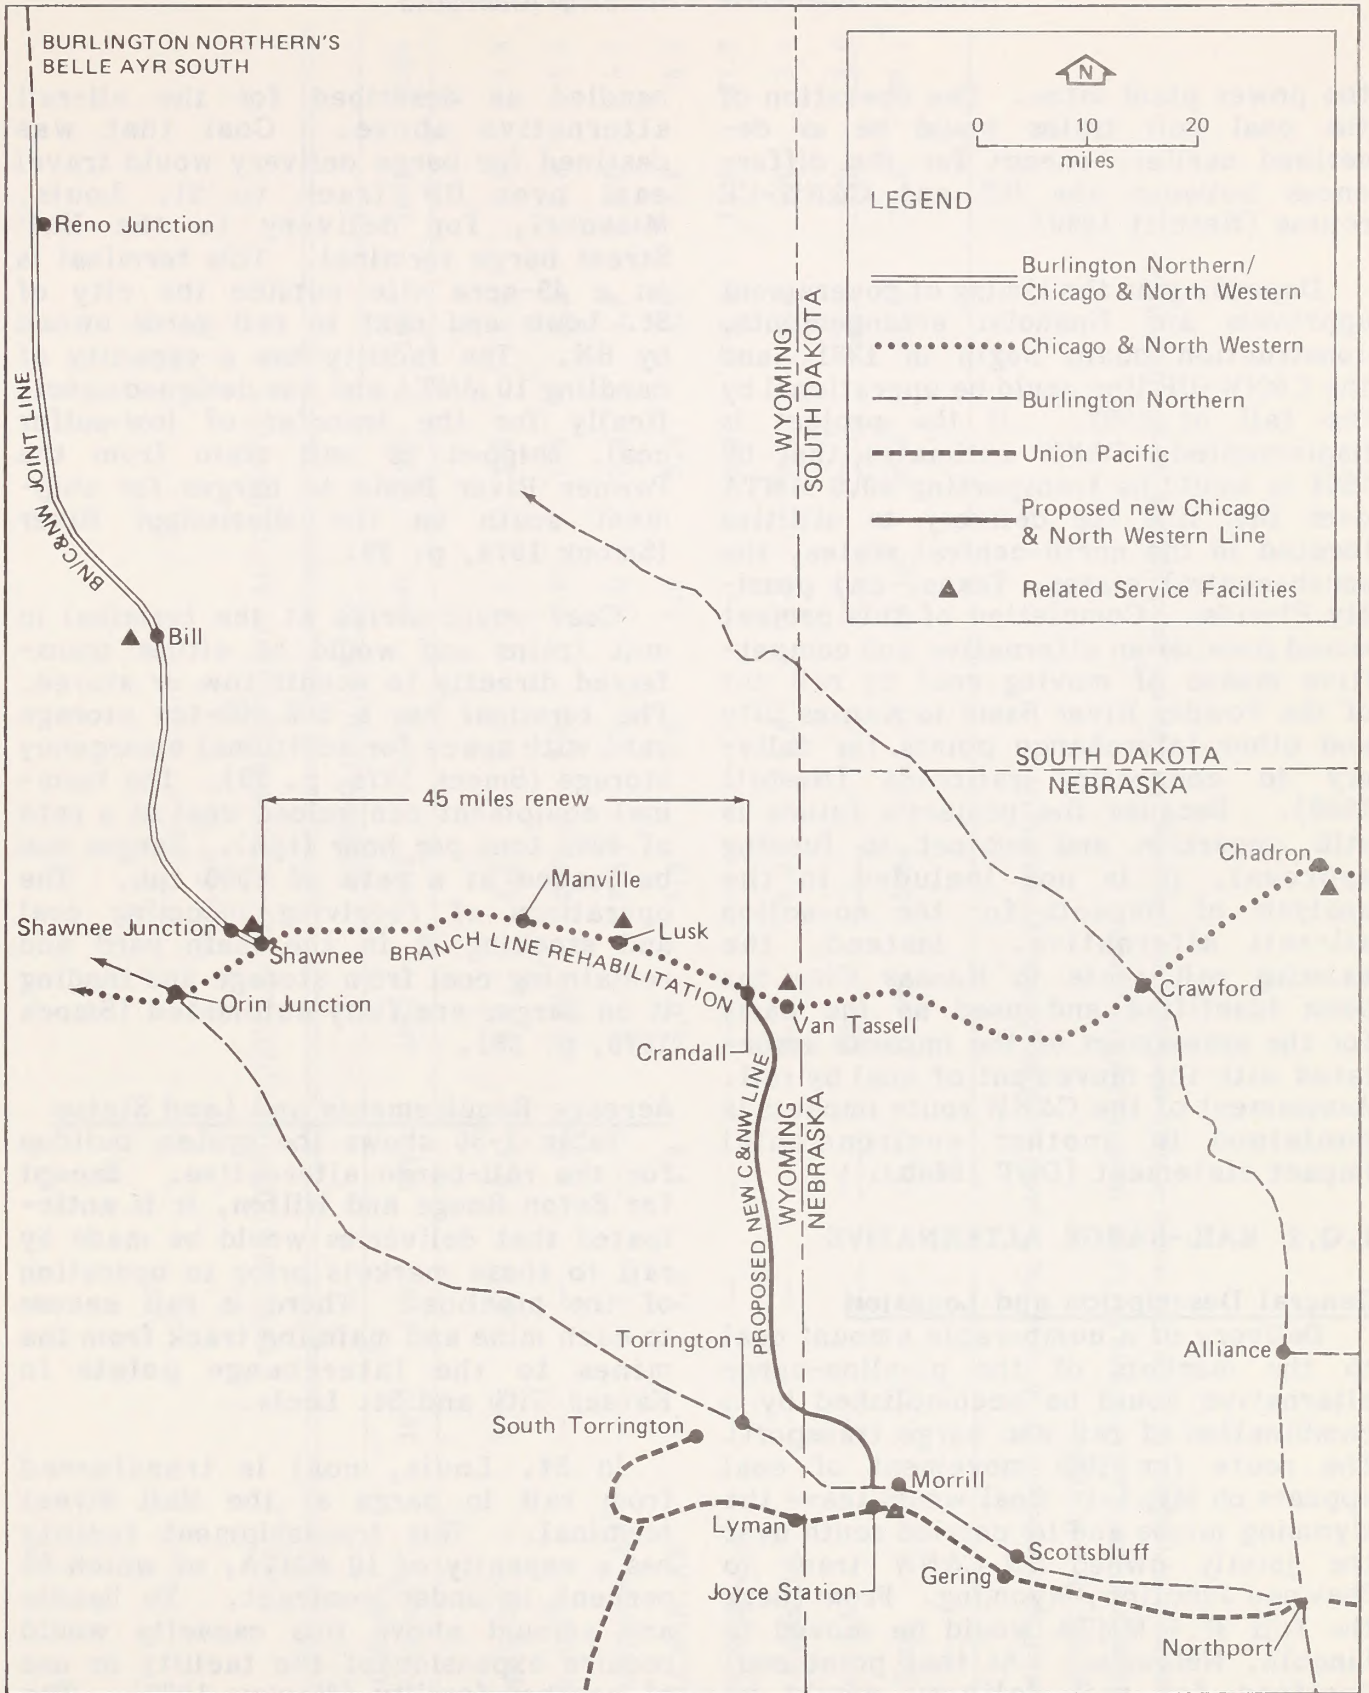 BURLINGTON NORTHERN'S
BELLE AYR SOUTH
N
0 10 20
miles
LEGEND
Burlington Northern/
Chicago & North Western
Chicago & North Western
Burlington Northern
Union Pacific
Proposed new Chicago
& North Western Line
Related Service Facilities
Reno Junction
WYOMING
SOUTH DAKOTA
BN/C&NW JOINT LINE
Bill
SOUTH DAKOTA
NEBRASKA
45 miles renew
Chadron
Manville
Shawnee Junction
Lusk
Shawnee
BRANCH LINE REHABILITATION
Orin Junction
Crawford
Van Tassell
Crandall
PROPOSED NEW C&NW LINE
WYOMING
NEBRASKA
Torrington
Alliance
South Torrington
Morrill
Lyman
Scottsbluff
Gering
Joyce Station
Northport